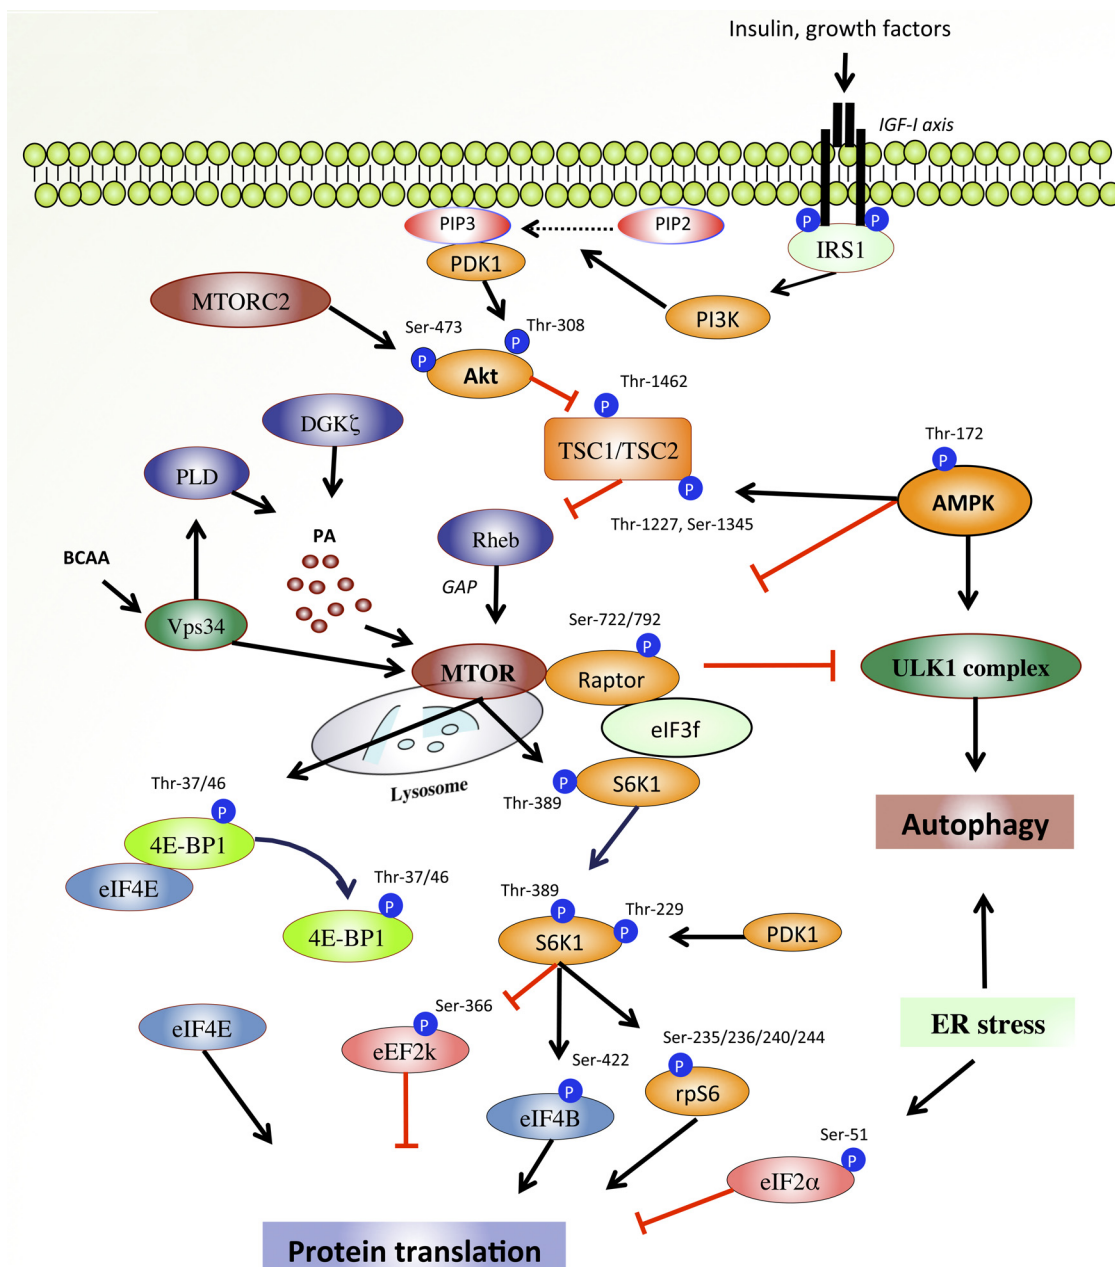 Insulin, growth factors
IGF-I axis
P
P
IRS1
PIP3
PIP2
PDK1
PI3K
MTORC2
Ser-473
Thr-308
P
P
Akt
Thr-1462
P
TSC1/TSC2
P
Thr-1227, Ser-1345
Thr-172
P
AMPK
DGKζ
PLD
PA
BCAA
Vps34
Rheb
GAP
Ser-722/792
P
MTOR
Raptor
ULK1 complex
eIF3f
Lysosome
Thr-389
P
S6K1
Autophagy
Thr-37/46
P
4E-BP1
eIF4E
Thr-37/46
P
4E-BP1
Thr-389
P
Thr-229
P
S6K1
PDK1
ER stress
eIF4E
Ser-366
P
eEF2k
Ser-422
P
eIF4B
Ser-235/236/240/244
P
rpS6
Ser-51
P
eIF2α
Protein translation